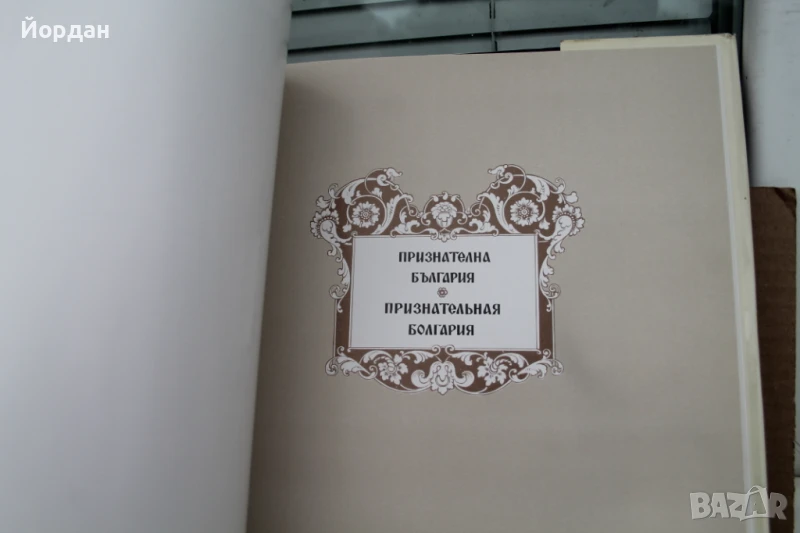 Йордан
ПРИЗНАТЕЛНА
БЪЛГАРИЯ
ПРИЗНАТЕЛЬНАЯ
БОЛГАРИЯ
BAZAR